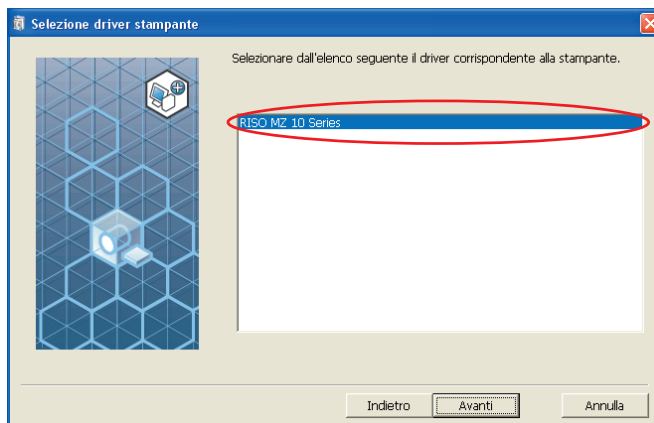 Selezione driver stampante
Selezionare dall'elenco seguente il driver corrispondente alla stampante.
RISO MZ 10 Series
Indietro
Avanti
Annulla